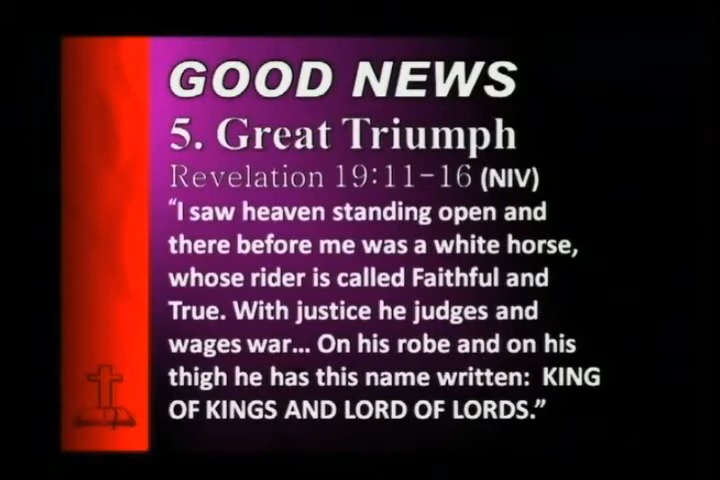 GOOD NEWS
5. Great Triumph
Revelation 19:11-16 (NIV)
“I saw heaven standing open and
there before me was a white horse,
whose rider is called Faithful and
True. With justice he judges and
wages war... On his robe and on his
thigh he has this name written: KING
OF KINGS AND LORD OF LORDS.”